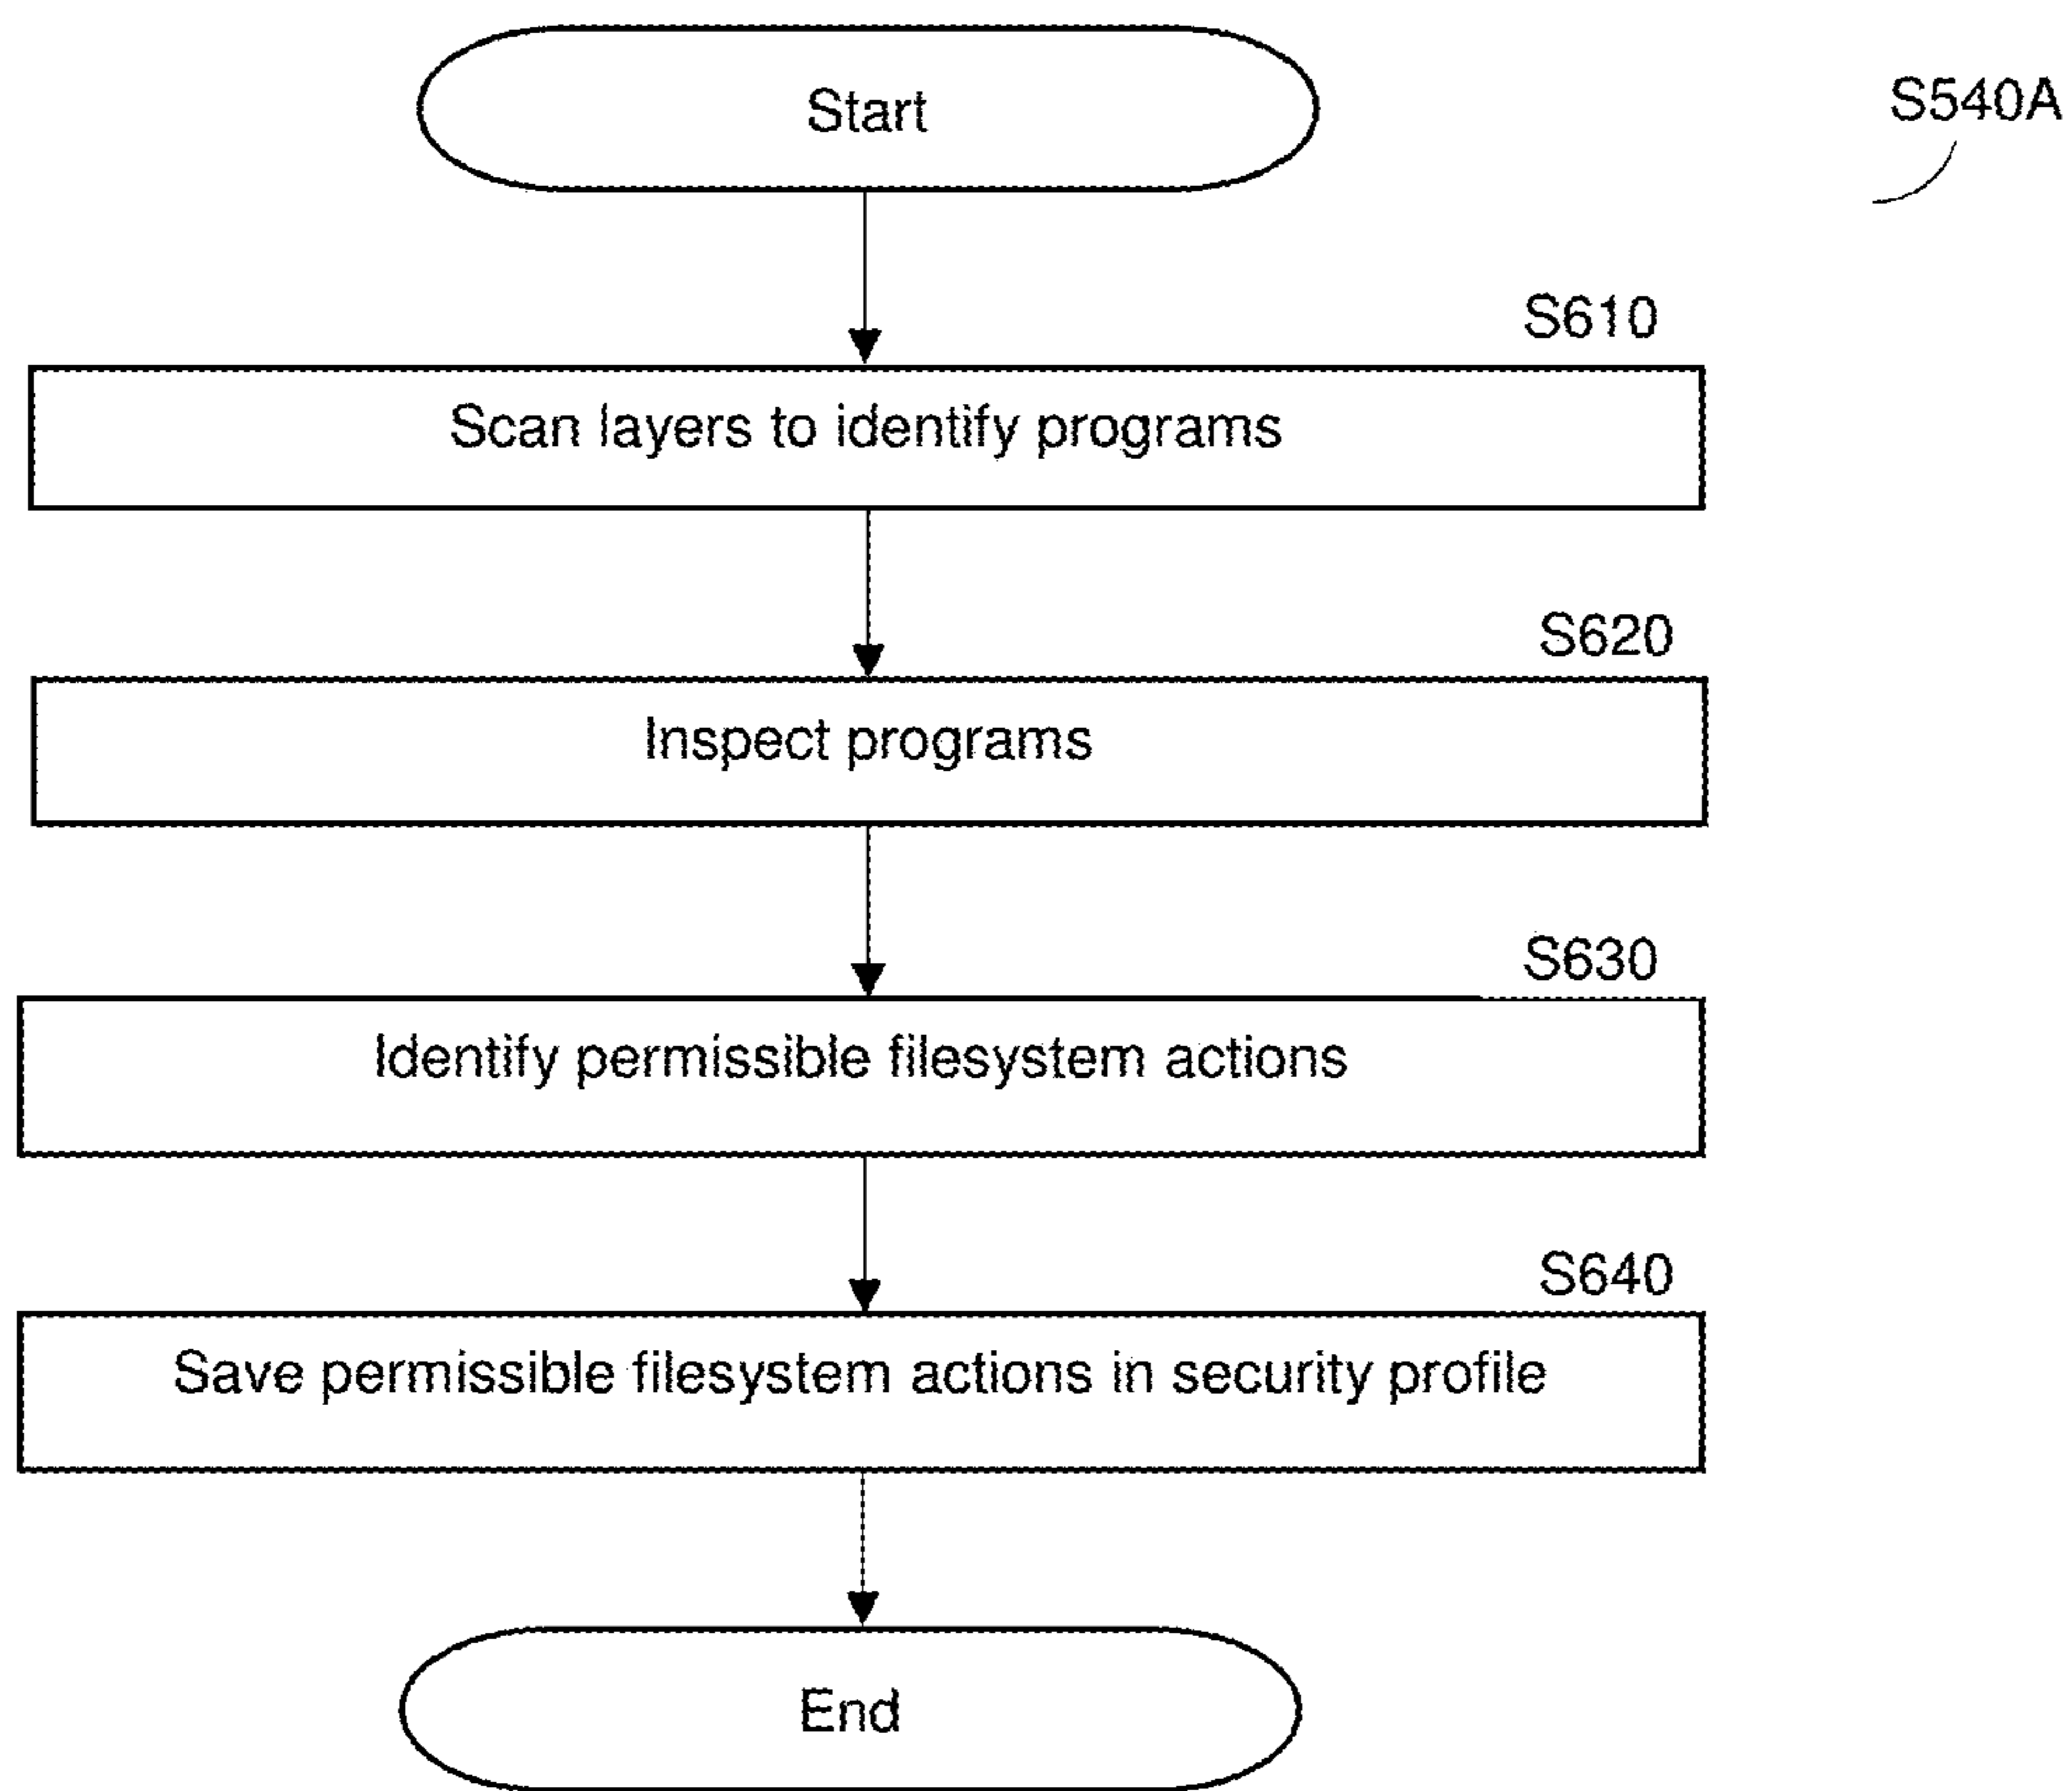 Start
S540A
S610
Scan layers to identify programs
S620
Inspect programs
S630
Identify permissible filesystem actions
S640
Save permissible filesystem actions in security profile
End